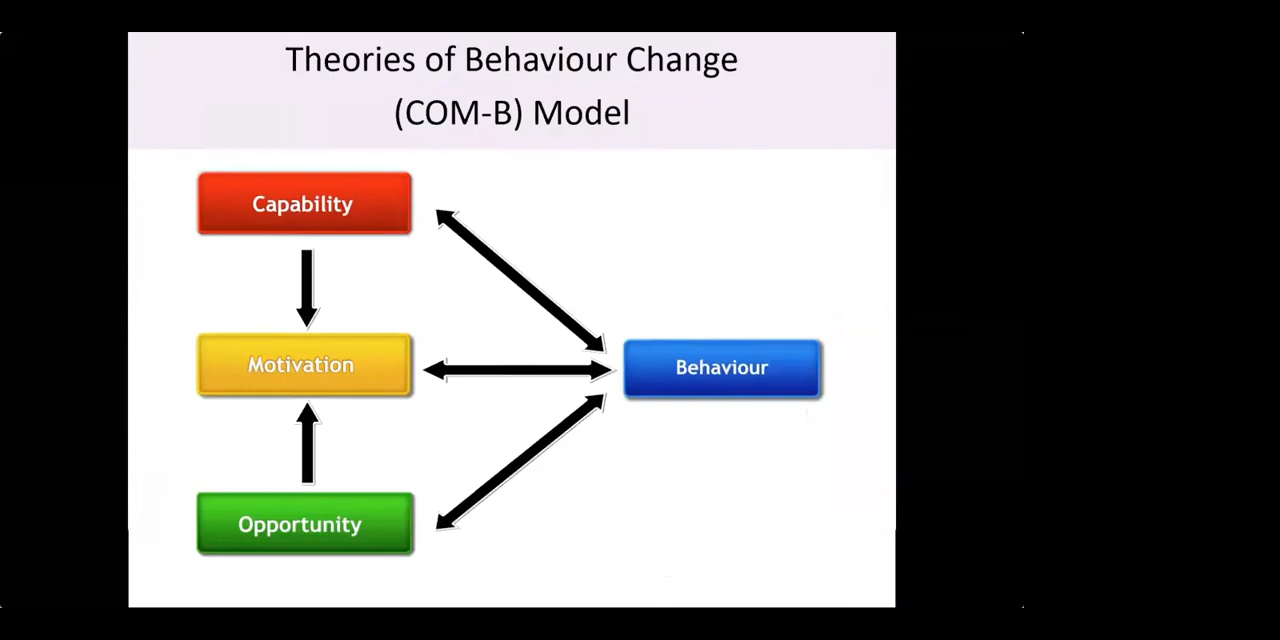 Theories of Behaviour Change
(COM-B) Model
Capability
Motivation
Behaviour
Opportunity